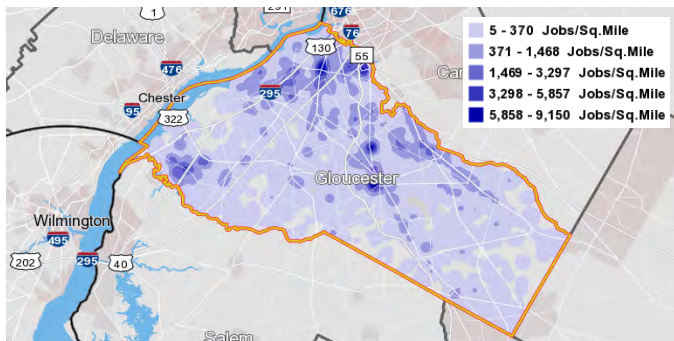 1
291
676
Delaware
76
130
55
5 - 370 Jobs/Sq.Mile
371 - 1,468 Jobs/Sq.Mile
1,469 - 3,297 Jobs/Sq.Mile
3,298 - 5,857 Jobs/Sq.Mile
5,858 - 9,150 Jobs/Sq.Mile
476
Chester
295
95
322
Gloucester
Wilmington
495
202
295
40
Salem